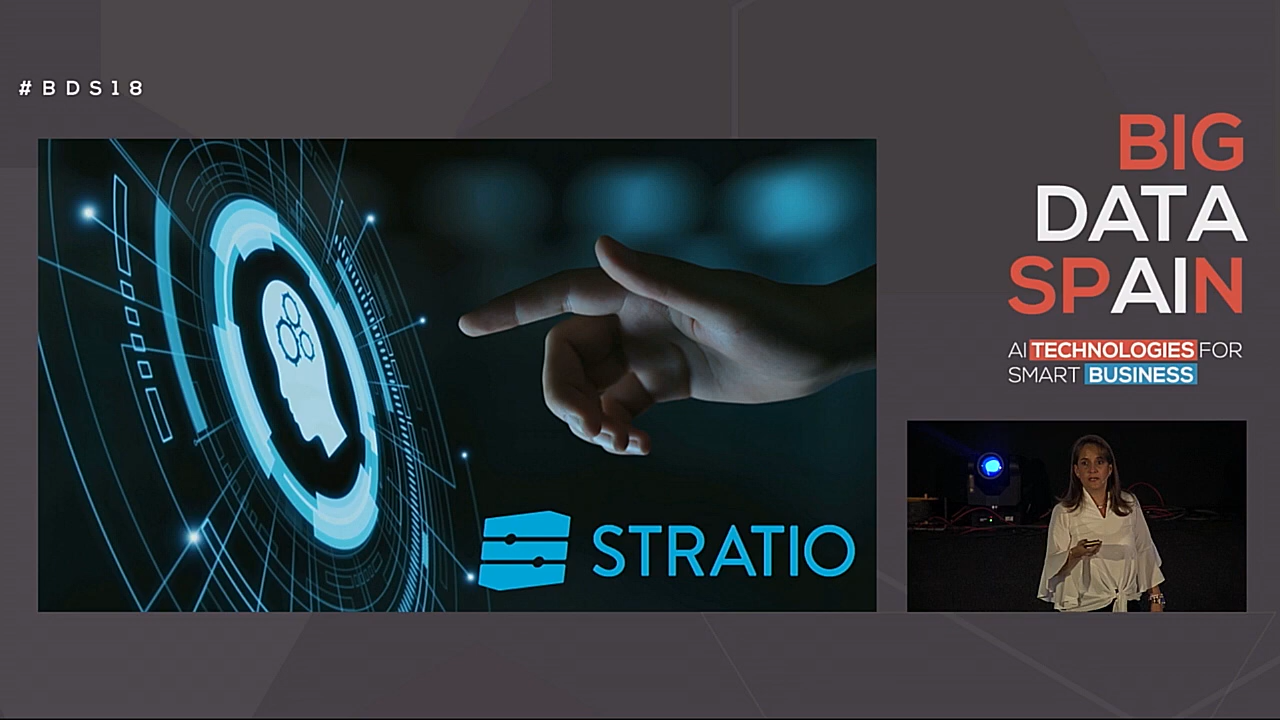 #BDS18
BIG
DATA
SPAIN
AI TECHNOLOGIES FOR
SMART BUSINESS
STRATIO